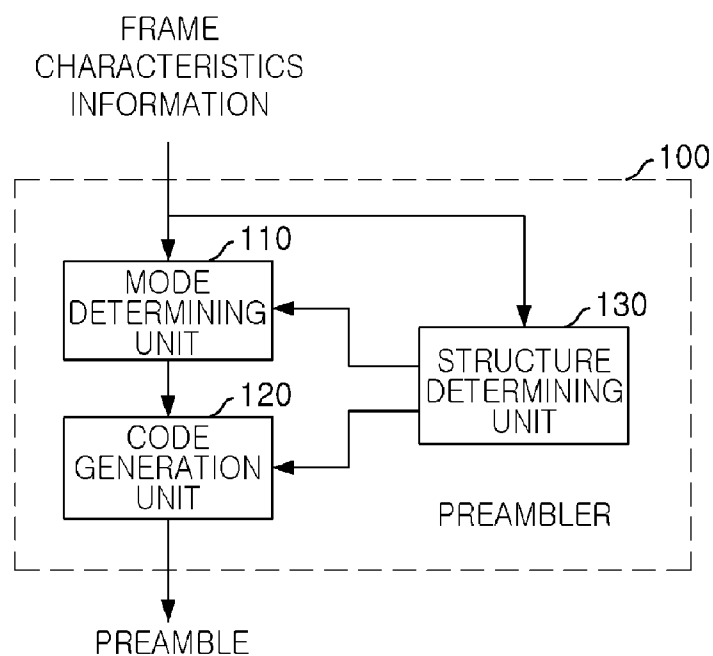 FRAME
CHARACTERISTICS
INFORMATION
100
110
MODE
DETERMINING
UNIT
130
STRUCTURE
DETERMINING
UNIT
120
CODE
GENERATION
UNIT
PREAMBLER
PREAMBLE